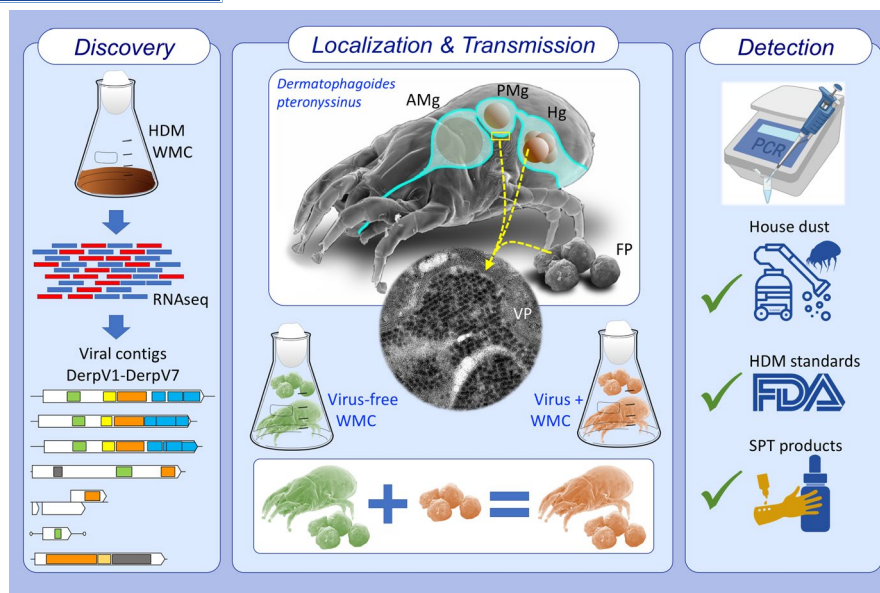 Discovery
HDM
WMC
RNAseq
Viral contigs
DerpV1-DerpV7
Localization & Transmission
Dermatophagoides
pteronyssinus
AMg
PMg
Hg
FP
VP
Virus-free
WMC
Virus +
WMC
Detection
PCR
House dust
HDM standards
FDA
SPT products